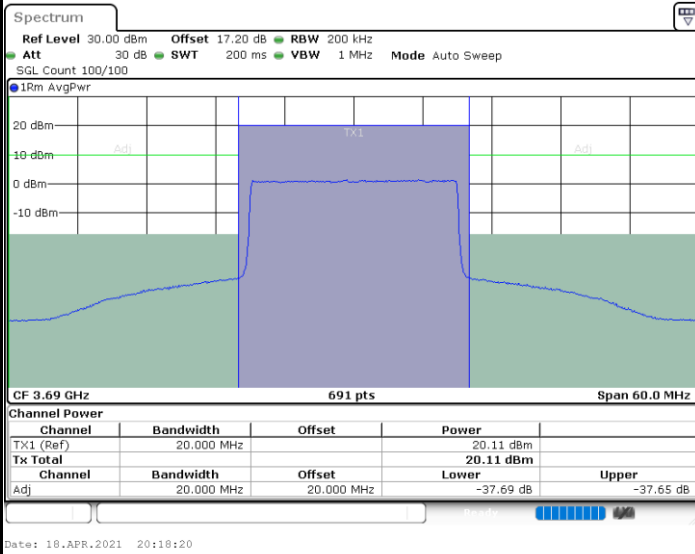 Spectrum
Ref Level 30.00 dBm Offset 17.20 dB RBW 200 kHz
Att 30 dB SWT 200 ms VBW 1 MHz Mode Auto Sweep
SGL Count 100/100
1Rm AvgPwr
20 dBm
TX1
Adj Adj
10 dBm
0 dBm
-10 dBm
CF 3.69 GHz 691 pts Span 60.0 MHz
Channel Power
Channel Bandwidth Offset Power
TX1 (Ref) 20.000 MHz 20.11 dBm
Tx Total 20.11 dBm
Channel Bandwidth Offset Lower Upper
Adj 20.000 MHz 20.000 MHz -37.69 dB -37.65 dB
Ready
Date: 18.APR.2021 20:18:20